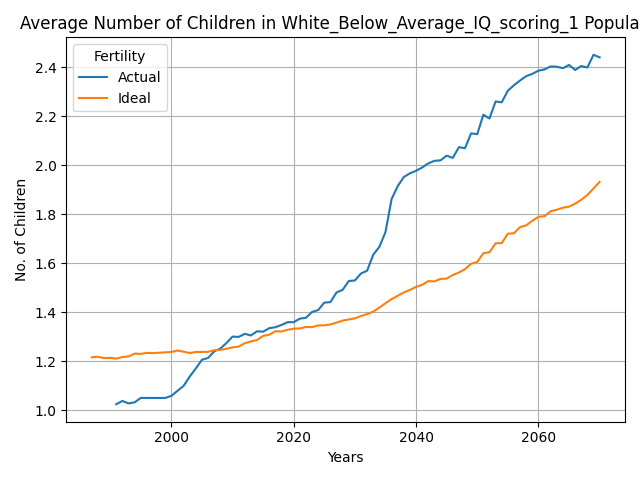 Average Number of Children in White_Below_Average_IQ_scoring_1 Popula
Fertility
Actual
Ideal
No. of Children
2.4
2.2
2.0
1.8
1.6
1.4
1.2
1.0
2000 2020 2040 2060
Years